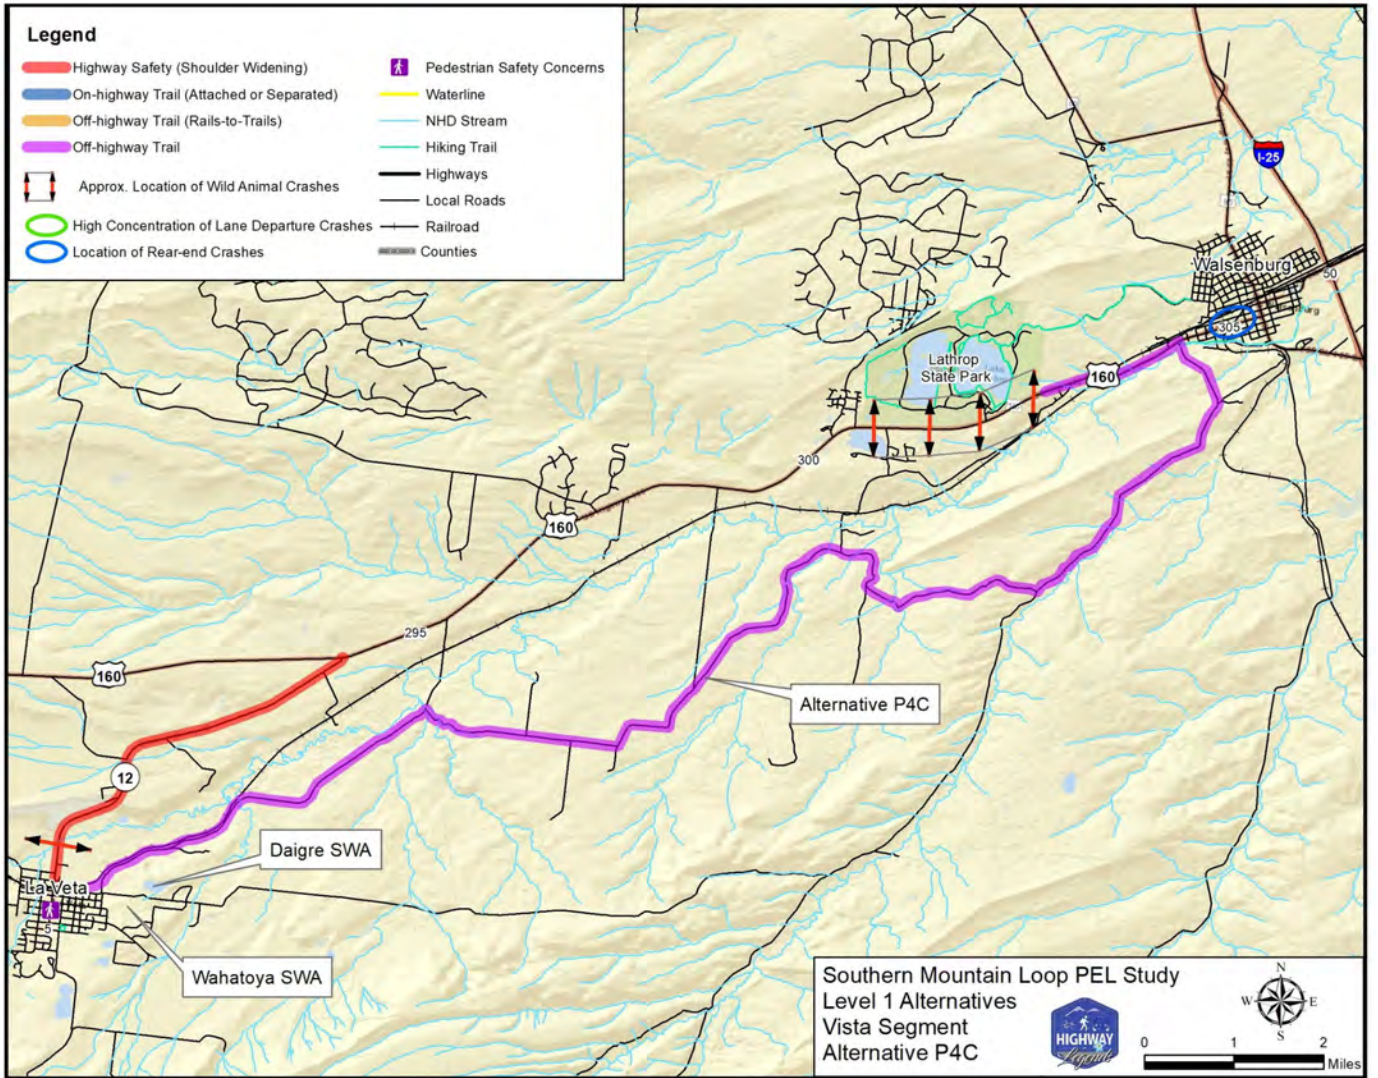 Legend
Highway Safety (Shoulder Widening)
On-highway Trail (Attached or Separated)
Off-highway Trail (Rails-to-Trails)
Off-highway Trail
Approx. Location of Wild Animal Crashes
High Concentration of Lane Departure Crashes
Location of Rear-end Crashes
Pedestrian Safety Concerns
Waterline
NHD Stream
Hiking Trail
Highways
Local Roads
Railroad
Counties
I-25
Walsenburg
50
305
Lathrop
State Park
160
300
160
295
160
Alternative P4C
12
Daigre SWA
La Veta
5
Wahatoya SWA
Southern Mountain Loop PEL Study
Level 1 Alternatives
Vista Segment
Alternative P4C
HIGHWAY
Legends
N
W
E
S
0
1
2
Miles